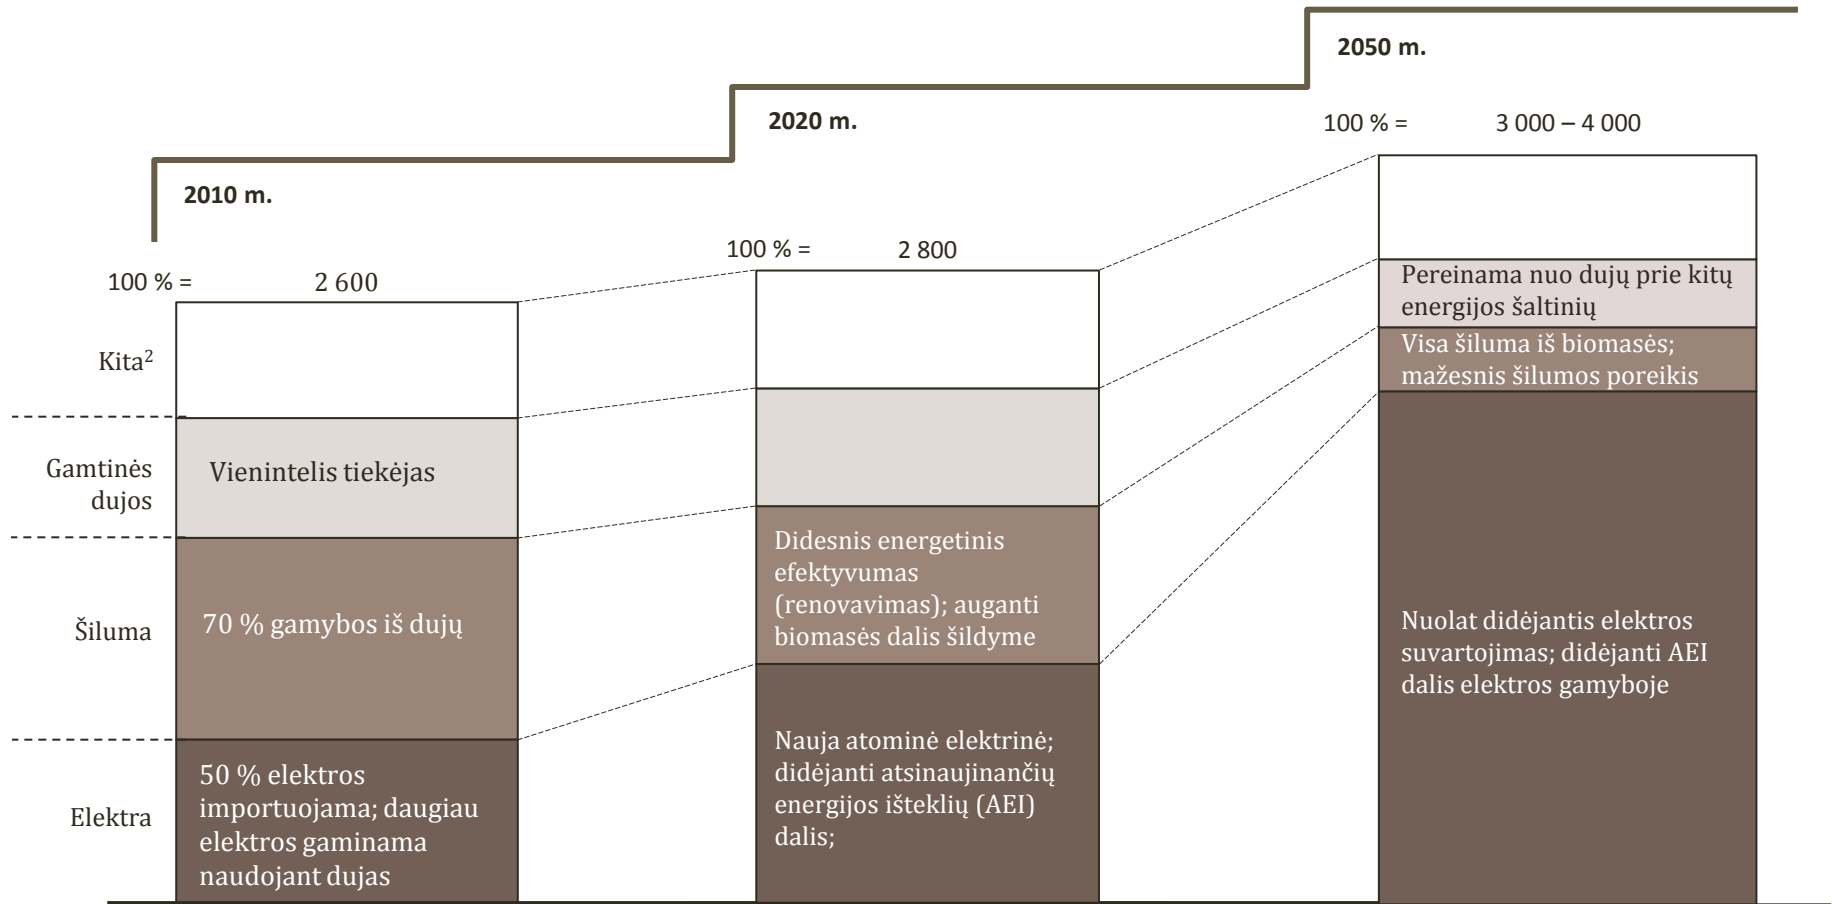 2050 m.
100 % = 3 000 – 4 000
2020 m.
100 % = 2 800
2010 m.
100 % = 2 600
Kita²
Gamtinės
dujos
Šiluma
Elektra
Vienintelis tiekėjas
70 % gamybos iš dujų
50 % elektros
importuojama; daugiau
elektros gaminama
naudojant dujas
Didesnis energetinis
efektyvumas
(renovavimas); auganti
biomasės dalis šildyme
Nauja atominė elektrinė;
didėjanti atsinaujinančių
energijos išteklių (AEI)
dalis;
Pereinama nuo dujų prie kitų
energijos šaltinių
Visa šiluma iš biomasės;
mažesnis šilumos poreikis
Nuolat didėjantis elektros
suvartojimas; didėjanti AEI
dalis elektros gamyboje